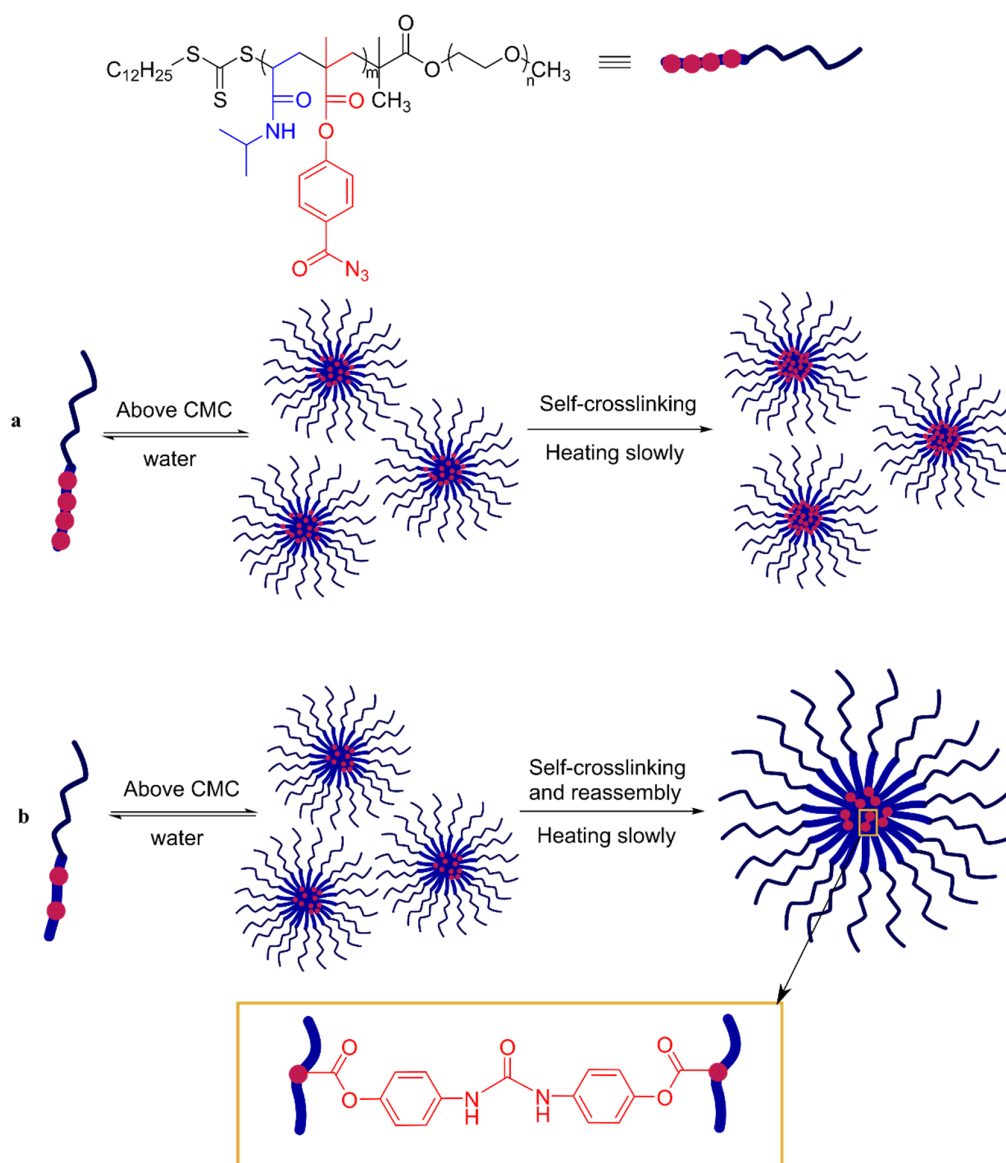 C12H25
S
S
S
m
O
O
O
n
CH3
CH3
O
NH
O
O
O
N3
a
Above CMC
water
Self-crosslinking
Heating slowly
b
Above CMC
water
Self-crosslinking
and reassembly
Heating slowly
O
O
O
N
H
N
H
O
O